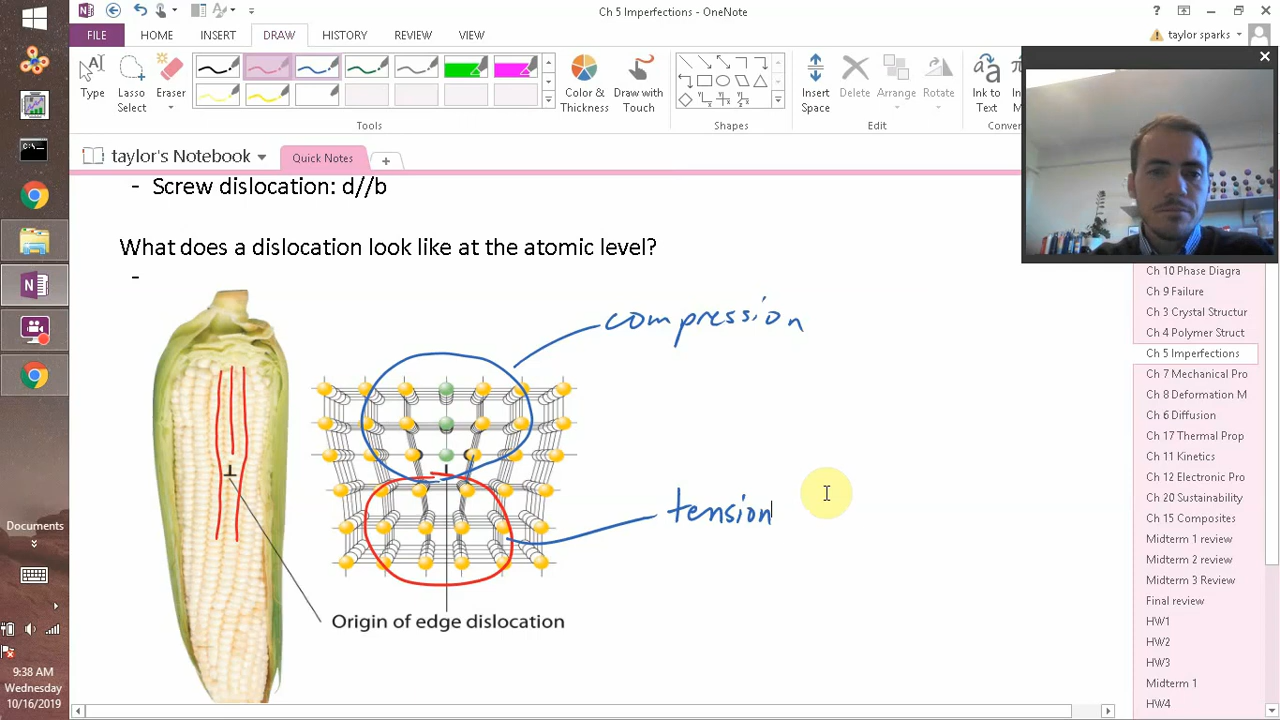 Ch 5 Imperfections - OneNote
FILE HOME INSERT DRAW HISTORY REVIEW VIEW
taylor sparks
Type
Lasso Select
Eraser
Color & Thickness
Draw with Touch
Insert Space
Delete
Arrange
Rotate
Ink to Text
Tools
Shapes
Edit
Conver
taylor's Notebook
Quick Notes
- Screw dislocation: d//b
What does a dislocation look like at the atomic level?
-
compression
tension
Origin of edge dislocation
Ch 10 Phase Diagra
Ch 9 Failure
Ch 3 Crystal Structur
Ch 4 Polymer Struct
Ch 5 Imperfections
Ch 7 Mechanical Pro
Ch 8 Deformation M
Ch 6 Diffusion
Ch 17 Thermal Prop
Ch 11 Kinetics
Ch 12 Electronic Pro
Ch 20 Sustainability
Ch 15 Composites
Midterm 1 review
Midterm 2 review
Midterm 3 Review
Final review
HW1
HW2
HW3
Midterm 1
HW4
Documents
9:38 AM
Wednesday
10/16/2019